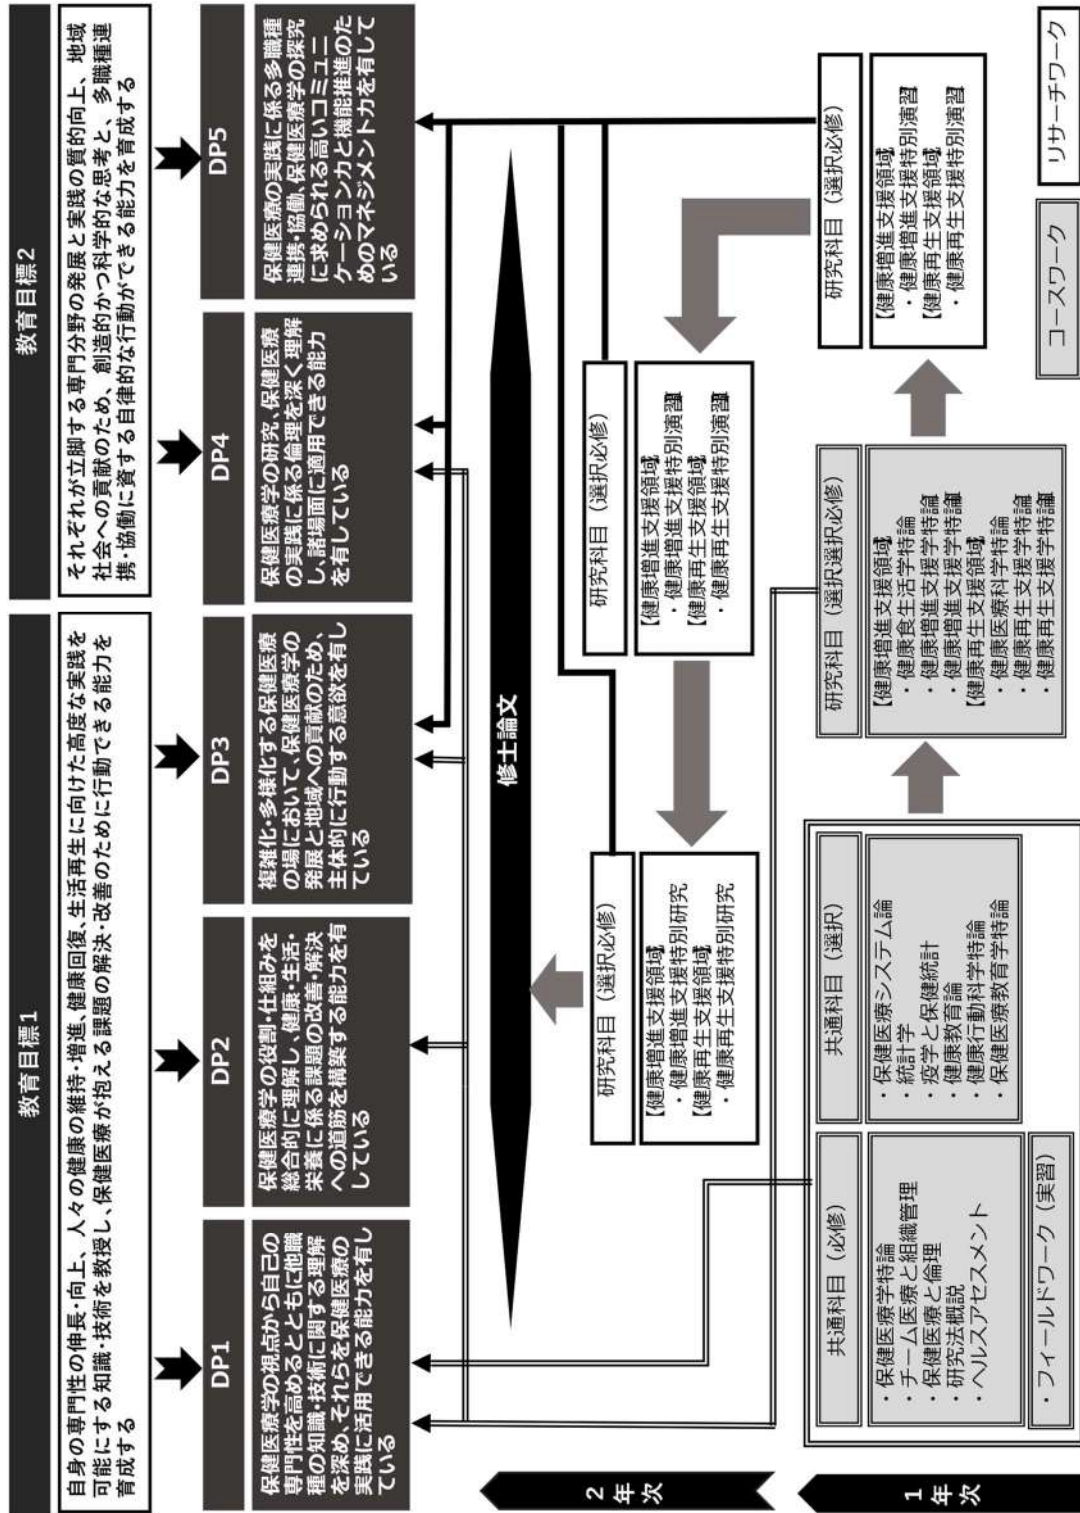 教育目標1
自身の専門性の伸長・向上、人々の健康の維持・増進、健康回復、生活再生に向けた高度な実践を
可能にする知識・技術を教授し、保健医療が抱える課題の解決・改善のために行動できる能力を
育成する
教育目標2
それぞれが立脚する専門分野の発展と実践の質的向上、地域
社会への貢献のため、創造的かつ科学的な思考と、多職種連
携・協働に資する自律的な行動ができる能力を育成する
DP1
保健医療学の視点から自己の
専門性を高めるとともに他職
種の知識・技術に関する理解
を深め、それらを保健医療の
実践に活用できる能力を有し
ている
DP2
保健医療学の役割・仕組みを
総合的に理解し、健康・生活・
栄養に係る課題の改善・解決
への道筋を構築する能力を有
している
DP3
複雑化・多様化する保健医療
の場において、保健医療学の
発展と地域への貢献のため、
主体的に行動する意欲を有し
ている
DP4
保健医療学の研究、保健医療
の実践に係る倫理を深く理解
し、諸場面に適用できる能力
を有している
DP5
保健医療の実践に係る多職種
連携・協働、保健医療学の探究
に求められる高いコミュニ
ケーション力と機能推進のた
めのマネジメント力を有して
いる
修士論文
2年次
研究科目（選択必修）
【健康増進支援領域】
・健康増進支援特別研究
【健康再生支援領域】
・健康再生支援特別研究
研究科目（選択必修）
【健康増進支援領域】
・健康増進支援特別演習
【健康再生支援領域】
・健康再生支援特別演習
1年次
共通科目（必修）
・保健医療学特論
・チーム医療と組織管理
・保健医療と倫理
・研究法概説
・ヘルスアセスメント
・フィールドワーク（実習）
共通科目（選択）
・保健医療システム論
・統計学
・疫学と保健統計
・健康教育論
・健康行動科学特論
・保健医療教育学特論
研究科目（選択選択必修）
【健康増進支援領域】
・健康食生活学特論
・健康増進支援学特論
・健康増進支援学特論
【健康再生支援領域】
・健康医療科学特論
・健康再生支援学特論
・健康再生支援学特論
研究科目（選択必修）
【健康増進支援領域】
・健康増進支援特別演習
【健康再生支援領域】
・健康再生支援特別演習
コースワーク
リサーチワーク